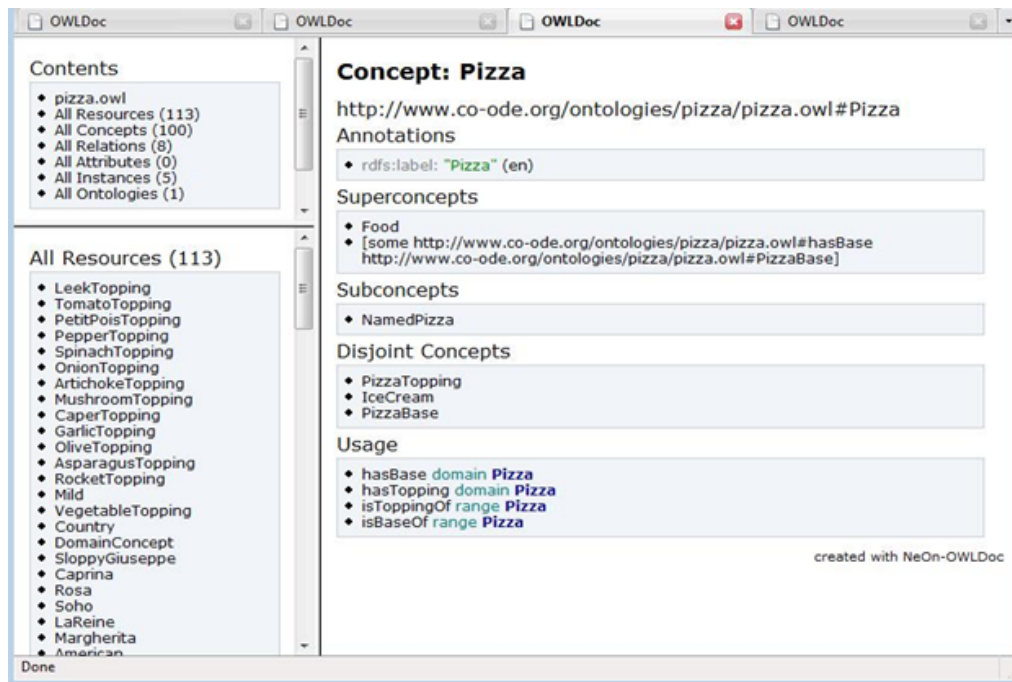 OWLDoc
OWLDoc
OWLDoc
OWLDoc
Contents
pizza.owl
All Resources (113)
All Concepts (100)
All Relations (8)
All Attributes (0)
All Instances (5)
All Ontologies (1)
All Resources (113)
LeekTopping
TomatoTopping
PetitPoisTopping
PepperTopping
SpinachTopping
OnionTopping
ArtichokeTopping
MushroomTopping
CaperTopping
GarlicTopping
OliveTopping
AsparagusTopping
RocketTopping
Mild
VegetableTopping
Country
DomainConcept
SloppyGiuseppe
Caprina
Rosa
Soho
LaReine
Margherita
American
Concept: Pizza
http://www.co-ode.org/ontologies/pizza/pizza.owl#Pizza
Annotations
rdfs:label: "Pizza" (en)
Superconcepts
Food
[some http://www.co-ode.org/ontologies/pizza/pizza.owl#hasBase
http://www.co-ode.org/ontologies/pizza/pizza.owl#PizzaBase]
Subconcepts
NamedPizza
Disjoint Concepts
PizzaTopping
IceCream
PizzaBase
Usage
hasBase domain Pizza
hasTopping domain Pizza
isToppingOf range Pizza
isBaseOf range Pizza
created with NeOn-OWLDoc
Done